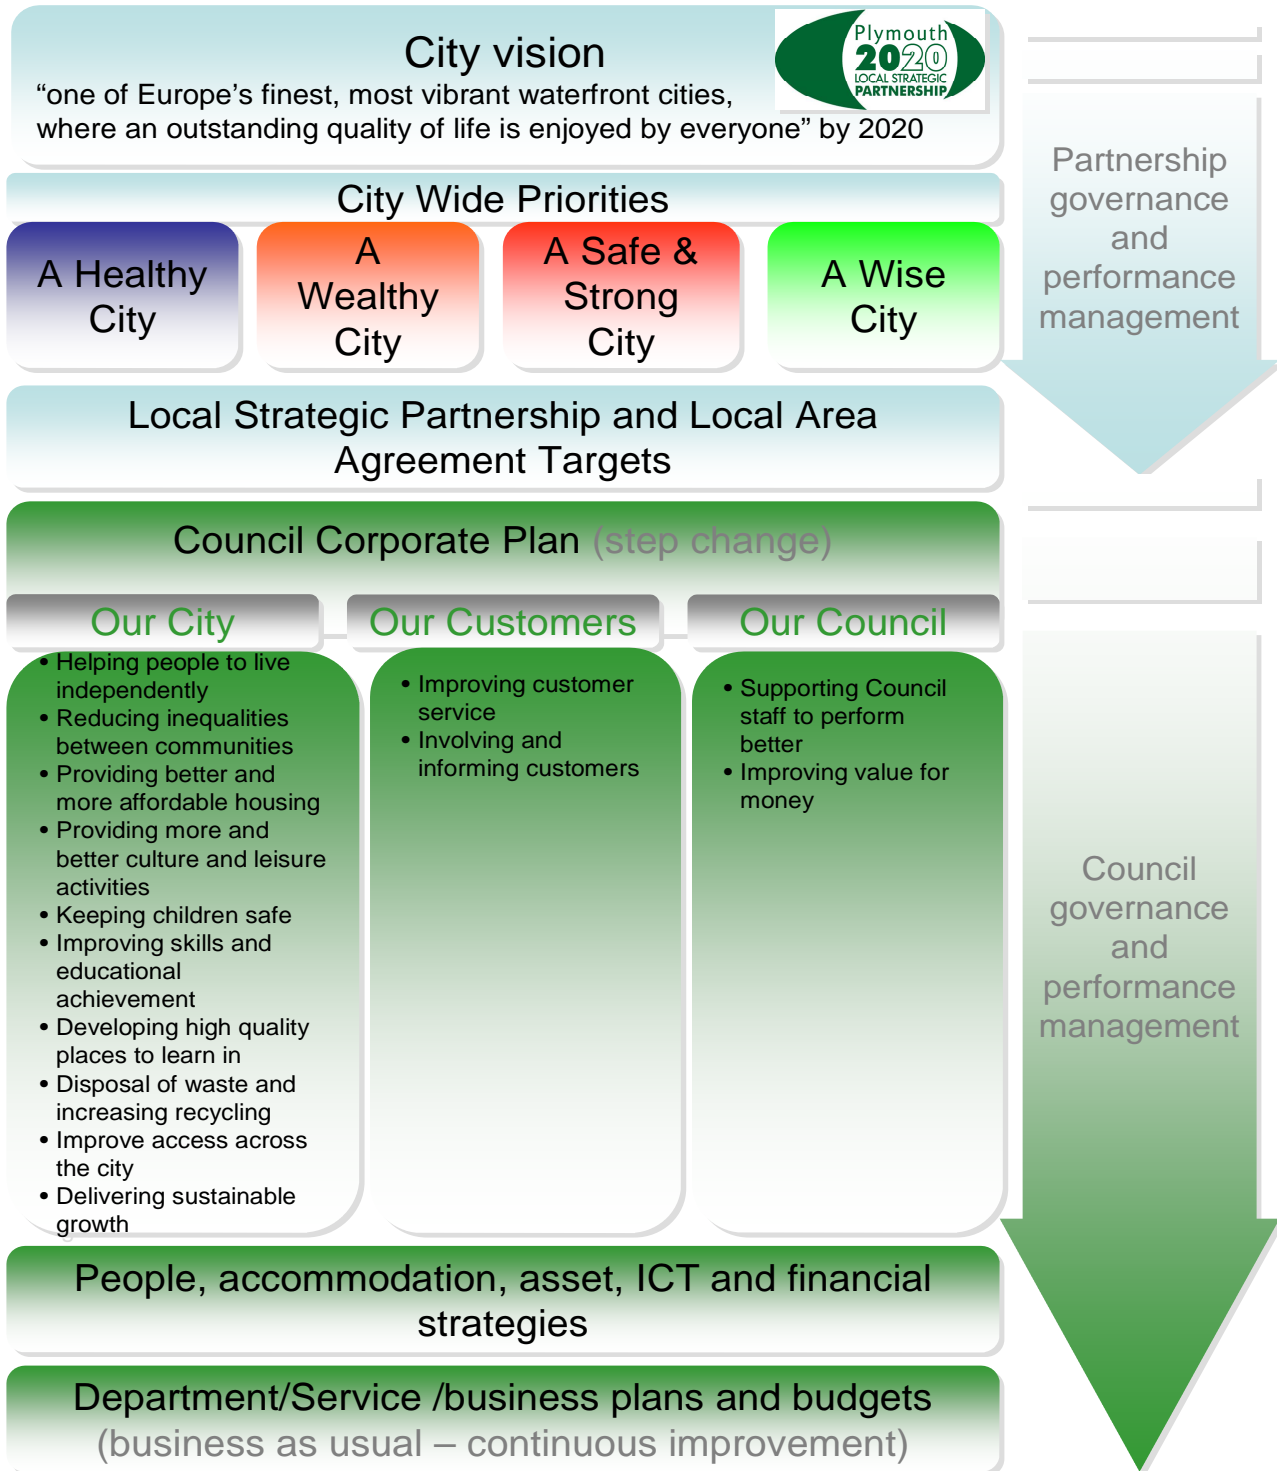 City vision
Plymouth
2020
LOCAL STRATEGIC
PARTNERSHIP
“one of Europe’s finest, most vibrant waterfront cities,
where an outstanding quality of life is enjoyed by everyone” by 2020
City Wide Priorities
A Healthy
City
A
Wealthy
City
A Safe &
Strong
City
A Wise
City
Partnership
governance
and
performance
management
Local Strategic Partnership and Local Area
Agreement Targets
Council Corporate Plan (step change)
Our City
• Helping people to live
independently
• Reducing inequalities
between communities
• Providing better and
more affordable housing
• Providing more and
better culture and leisure
activities
• Keeping children safe
• Improving skills and
educational
achievement
• Developing high quality
places to learn in
• Disposal of waste and
increasing recycling
• Improve access across
the city
• Delivering sustainable
growth
Our Customers
• Improving customer
service
• Involving and
informing customers
Our Council
• Supporting Council
staff to perform
better
• Improving value for
money
Council
governance
and
performance
management
People, accommodation, asset, ICT and financial
strategies
Department/Service /business plans and budgets
(business as usual – continuous improvement)